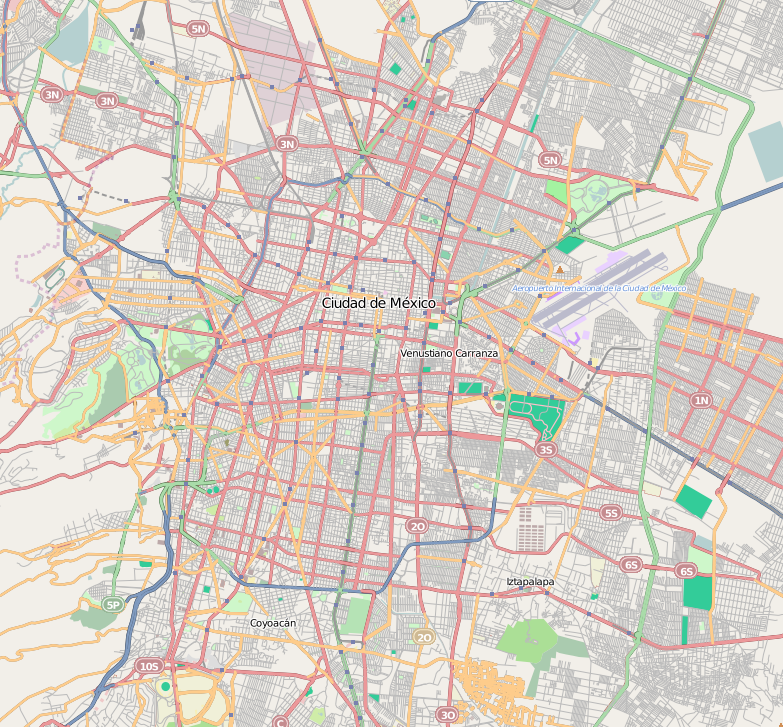 5N
3N
3N
3N
5N
Aeropuerto Internacional de la Ciudad de México
Ciudad de México
Venustiano Carranza
1N
3S
5S
2O
6S
6S
Iztapalapa
5P
Coyoacán
2O
10S
3O
C